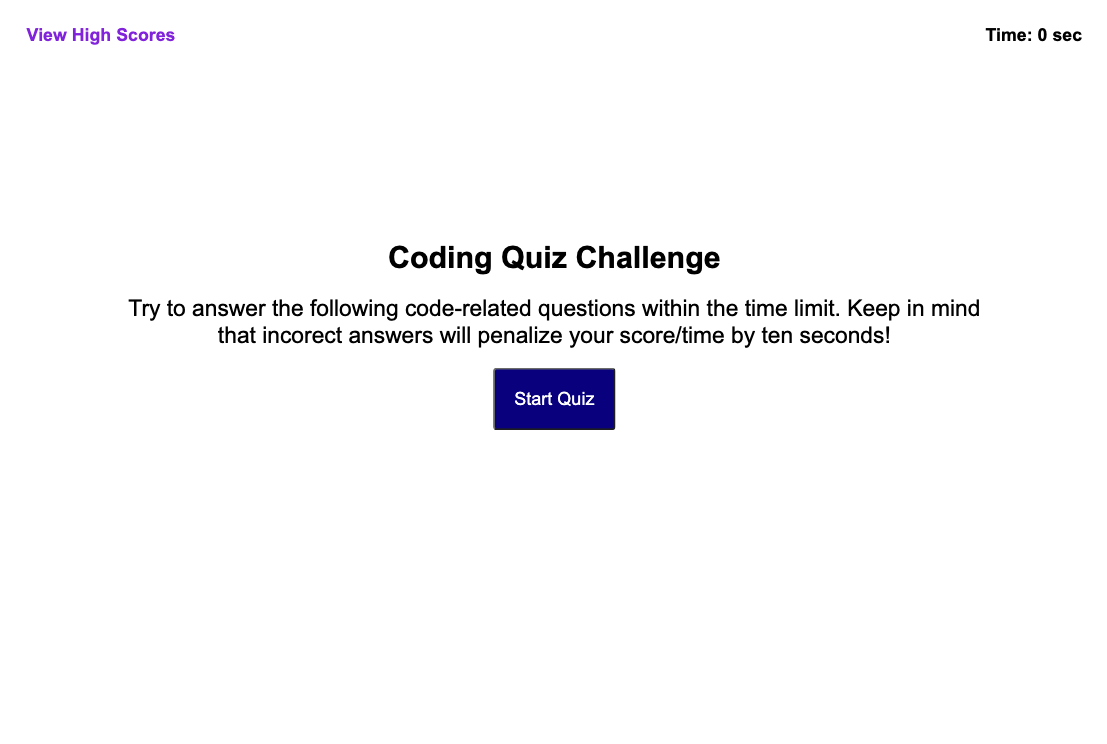 View High Scores
Time: 0 sec
Coding Quiz Challenge
Try to answer the following code-related questions within the time limit. Keep in mind
that incorect answers will penalize your score/time by ten seconds!
Start Quiz